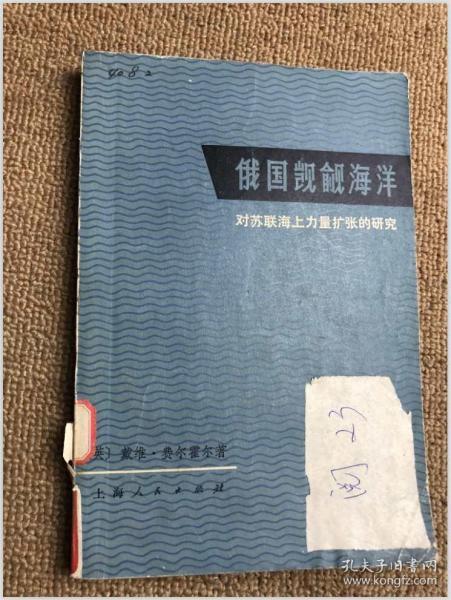 4082
俄国觊觎海洋
对苏联海上力量扩张的研究
英〕戴维·费尔霍尔著
上海人民出版社
23
孔夫子旧书网
www.kongfz.com